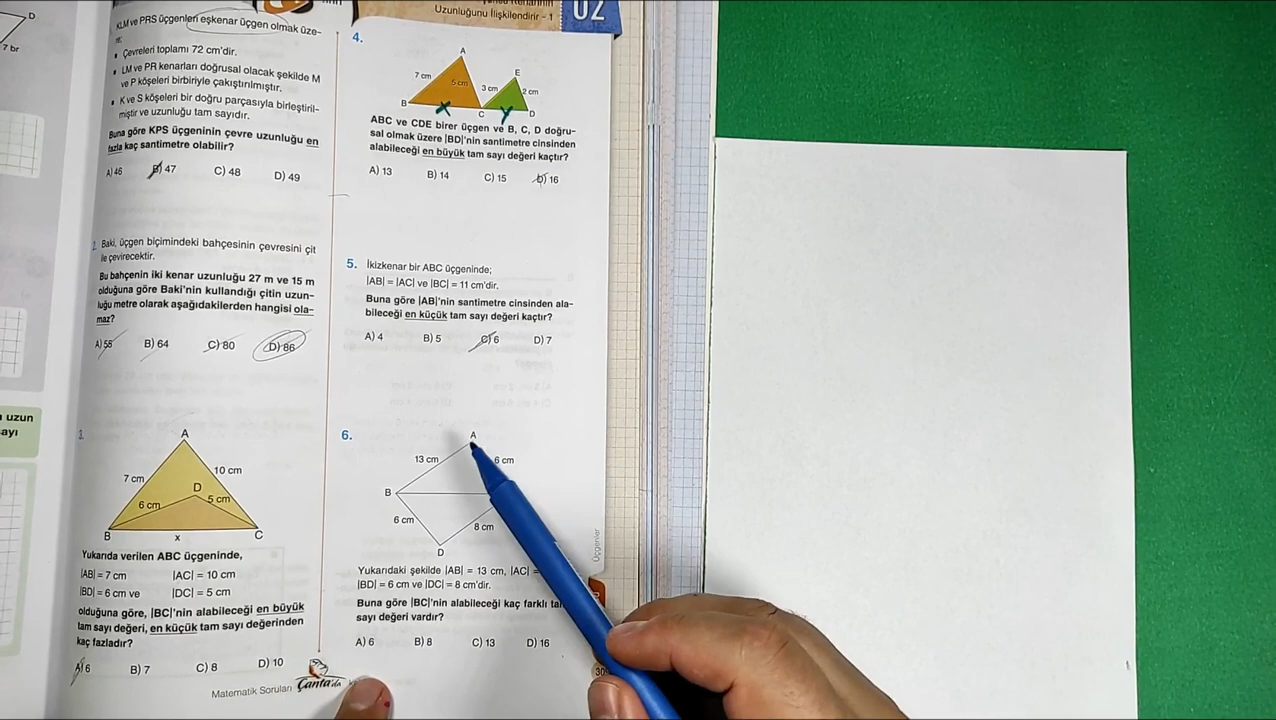 D
7 br
uzun
ayı
KLM ve PRS üçgenleri eşkenar üçgen olmak üze-
re;
• Çevreleri toplamı 72 cm'dir.
• LM ve PR kenarları doğrusal olacak şekilde M
ve P köşeleri birbiriyle çakıştırılmıştır.
• K ve S köşeleri bir doğru parçasıyla birleştiril-
miştir ve uzunluğu tam sayıdır.
Buna göre KPS üçgeninin çevre uzunluğu en
fazla kaç santimetre olabilir?
A) 46 B) 47 C) 48 D) 49
2. Baki, üçgen biçimindeki bahçesinin çevresini çit
ile çevirecektir.
Bu bahçenin iki kenar uzunluğu 27 m ve 15 m
olduğuna göre Baki'nin kullandığı çitin uzun-
luğu metre olarak aşağıdakilerden hangisi ola-
maz?
A) 58 B) 64 C) 80 D) 86
3.
A
7 cm 10 cm
D
6 cm 5 cm
B x C
Yukarıda verilen ABC üçgeninde,
|AB| = 7 cm |AC| = 10 cm
|BD| = 6 cm ve |DC| = 5 cm
olduğuna göre, |BC|'nin alabileceği en büyük
tam sayı değeri, en küçük tam sayı değerinden
kaç fazladır?
A) 6 B) 7 C) 8 D) 10
Matematik Soruları Çanta'da
Uzunluğunu İlişkilendirir - 1
02
4.
A
7 cm 5 cm 3 cm E 2 cm
B x C y D
ABC ve CDE birer üçgen ve B, C, D doğru-
sal olmak üzere |BD|'nin santimetre cinsinden
alabileceği en büyük tam sayı değeri kaçtır?
A) 13 B) 14 C) 15 D) 16
5. İkizkenar bir ABC üçgeninde;
|AB| = |AC| ve |BC| = 11 cm'dir.
Buna göre |AB|'nin santimetre cinsinden ala-
bileceği en küçük tam sayı değeri kaçtır?
A) 4 B) 5 C) 6 D) 7
6.
A
13 cm 6 cm
B
6 cm 8 cm
D
Yukarıdaki şekilde |AB| = 13 cm, |AC| =
|BD| = 6 cm ve |DC| = 8 cm'dir.
Buna göre |BC|'nin alabileceği kaç farklı tam
sayı değeri vardır?
A) 6 B) 8 C) 13 D) 16
Üçgenler